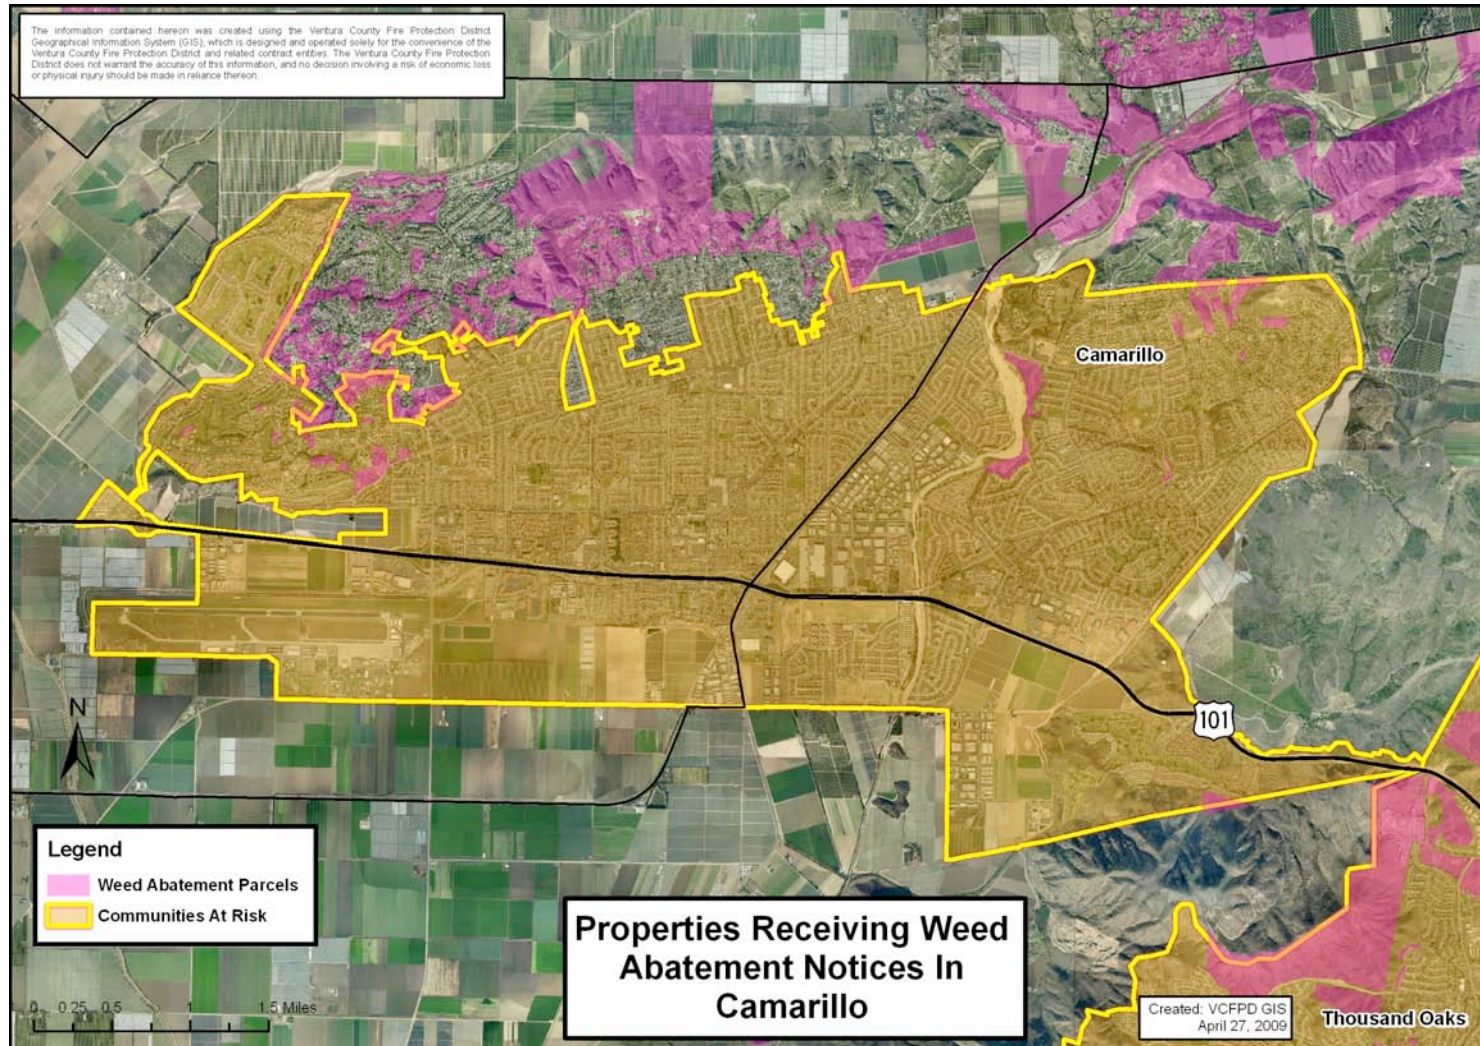 The information contained hereon was created using the Ventura County Fire Protection District
Geographical Information System (GIS), which is designed and operated solely for the convenience of the
Ventura County Fire Protection District and related contract entities. The Ventura County Fire Protection
District does not warrant the accuracy of this information, and no decision involving a risk of economic loss
or physical injury should be made in reliance thereon.
Camarillo
N
101
Legend
Weed Abatement Parcels
Communities At Risk
Properties Receiving Weed
Abatement Notices In
Camarillo
0 0.25 0.5 1 1.5 Miles
Created: VCFPD GIS
April 27, 2009
Thousand Oaks